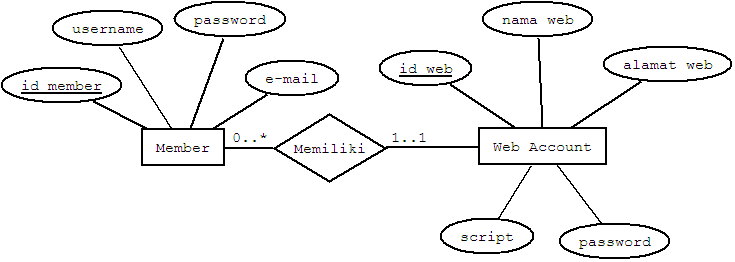 username
password
id member
e-mail
Member
0..*
Memiliki
1..1
nama web
id web
alamat web
Web Account
script
password